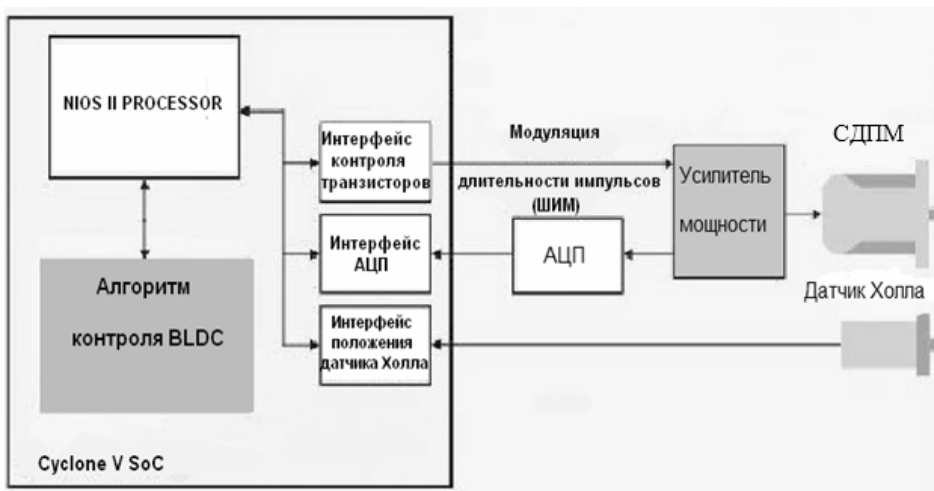 NIOS II PROCESSOR
Алгоритм
контроля BLDC
Cyclone V SoC
Интерфейс
контроля
транзисторов
Интерфейс
АЦП
Интерфейс
положения
датчика Холла
Модуляция
длительности импульсов
(ШИМ)
АЦП
Усилитель
мощности
СДПМ
Датчик Холла